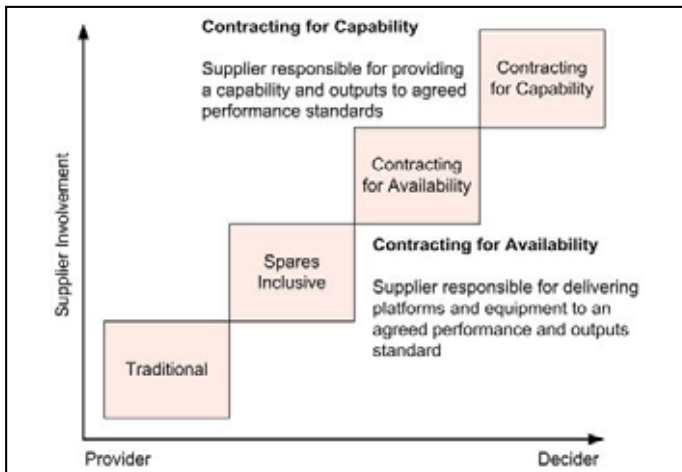 Contracting for Capability
Supplier responsible for providing
a capability and outputs to agreed
performance standards
Contracting
for Capability
Contracting
for Availability
Contracting for Availability
Supplier responsible for delivering
platforms and equipment to an
agreed performance and outputs
standard
Spares
Inclusive
Traditional
Supplier Involvement
Provider
Decider